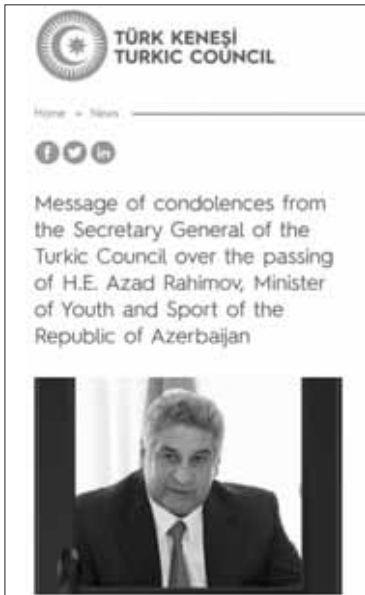 TÜRK KENEŞİ
TURKIC COUNCIL
Home » News
Message of condolences from
the Secretary General of the
Turkic Council over the passing
of H.E. Azad Rahimov, Minister
of Youth and Sport of the
Republic of Azerbaijan